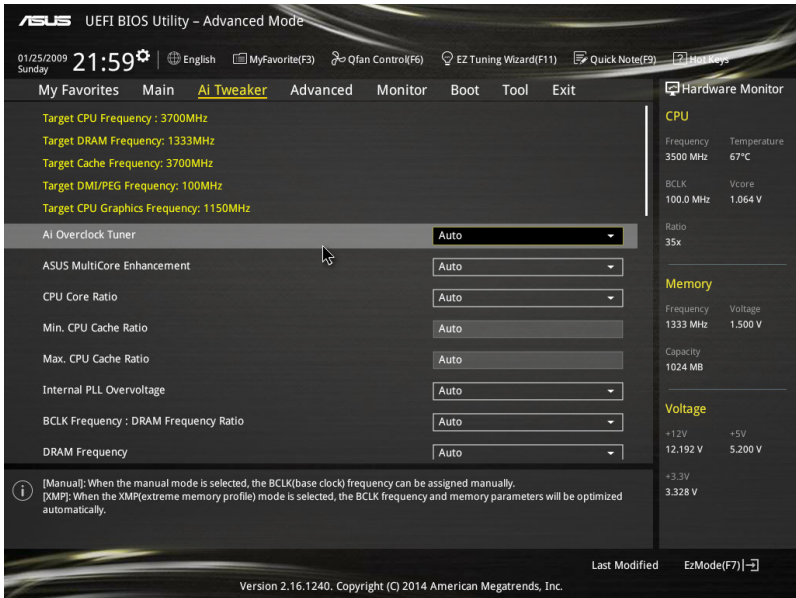 ASUS UEFI BIOS Utility – Advanced Mode
01/25/2009 Sunday 21:59 English MyFavorite(F3) Qfan Control(F6) EZ Tuning Wizard(F11) Quick Note(F9) ? Hot Keys
My Favorites Main Ai Tweaker Advanced Monitor Boot Tool Exit
Target CPU Frequency : 3700MHz
Target DRAM Frequency: 1333MHz
Target Cache Frequency: 3700MHz
Target DMI/PEG Frequency: 100MHz
Target CPU Graphics Frequency: 1150MHz
Ai Overclock Tuner Auto
ASUS MultiCore Enhancement Auto
CPU Core Ratio Auto
Min. CPU Cache Ratio Auto
Max. CPU Cache Ratio Auto
Internal PLL Overvoltage Auto
BCLK Frequency : DRAM Frequency Ratio Auto
DRAM Frequency Auto
Hardware Monitor
CPU
Frequency Temperature
3500 MHz 67°C
BCLK Vcore
100.0 MHz 1.064 V
Ratio
35x
Memory
Frequency Voltage
1333 MHz 1.500 V
Capacity
1024 MB
Voltage
+12V +5V
12.192 V 5.200 V
+3.3V
3.328 V
[Manual]: When the manual mode is selected, the BCLK(base clock) frequency can be assigned manually.
[XMP]: When the XMP(extreme memory profile) mode is selected, the BCLK frequency and memory parameters will be optimized
automatically.
Last Modified EzMode(F7)
Version 2.16.1240. Copyright (C) 2014 American Megatrends, Inc.